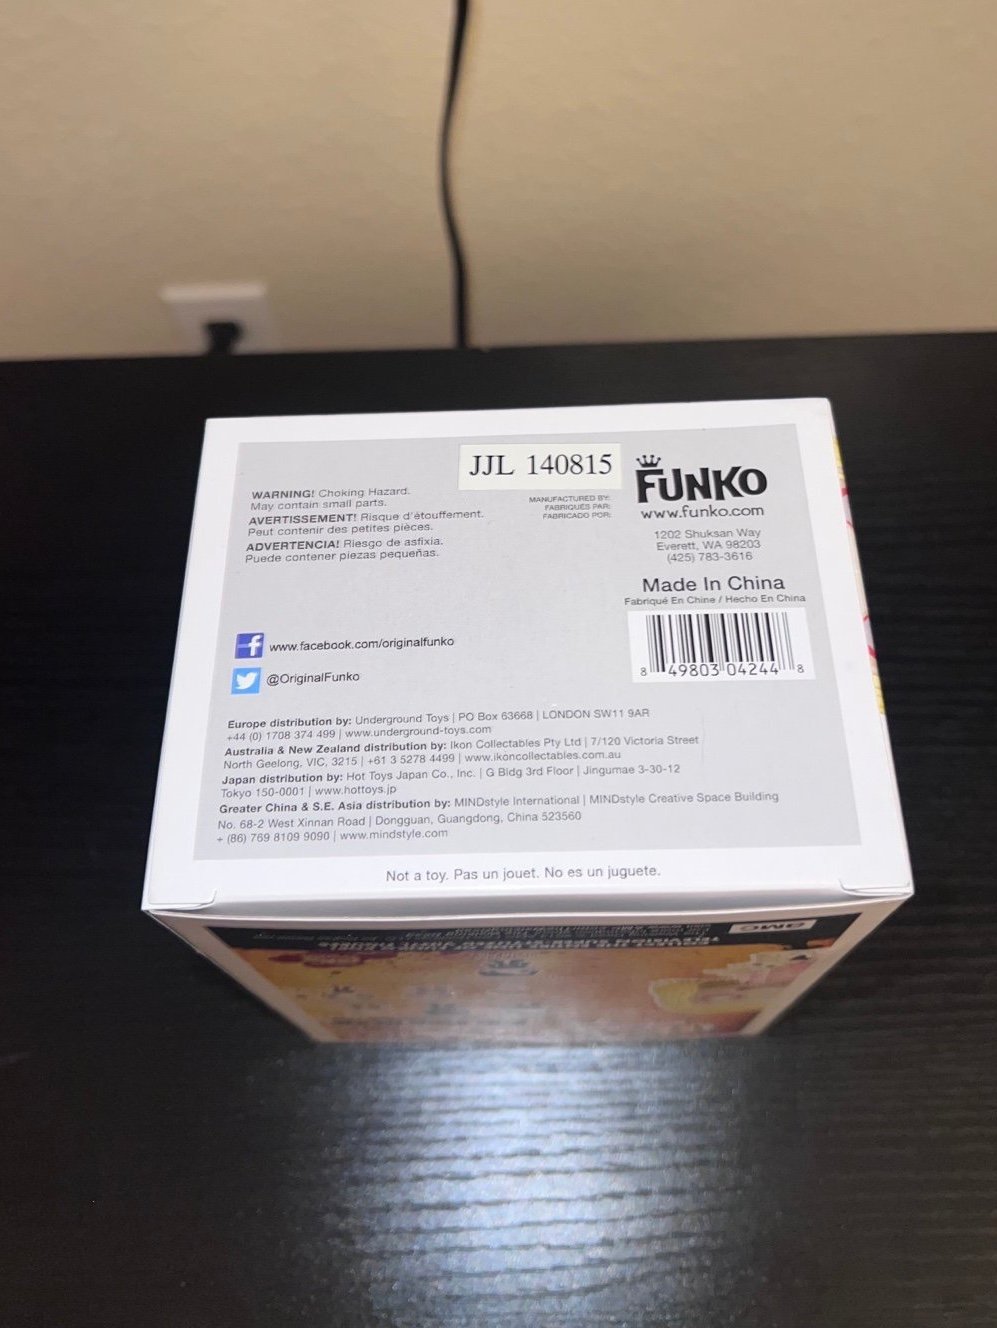 JJL 140815
WARNING! Choking Hazard.
May contain small parts.
AVERTISSEMENT! Risque d'étouffement.
Peut contenir des petites pièces.
ADVERTENCIA! Riesgo de asfixia.
Puede contener piezas pequeñas.
MANUFACTURED BY:
FABRIQUÉS PAR:
FABRICADO POR:
FUNKO
www.funko.com
1202 Shuksan Way
Everett, WA 98203
(425) 783-3616
Made In China
Fabriqué En Chine / Hecho En China
8 49803 04244 8
f www.facebook.com/originalfunko
@OriginalFunko
Europe distribution by: Underground Toys | PO Box 63668 | LONDON SW11 9AR
+44 (0) 1708 374 499 | www.underground-toys.com
Australia & New Zealand distribution by: Ikon Collectables Pty Ltd | 7/120 Victoria Street
North Geelong, VIC, 3215 | +61 3 5278 4499 | www.ikoncollectables.com.au
Japan distribution by: Hot Toys Japan Co., Inc. | G Bldg 3rd Floor | Jingumae 3-30-12
Tokyo 150-0001 | www.hottoys.jp
Greater China & S.E. Asia distribution by: MINDstyle International | MINDstyle Creative Space Building
No. 68-2 West Xinnan Road | Dongguan, Guangdong, China 523560
+ (86) 769 8109 9090 | www.mindstyle.com
Not a toy. Pas un jouet. No es un juguete.
amc